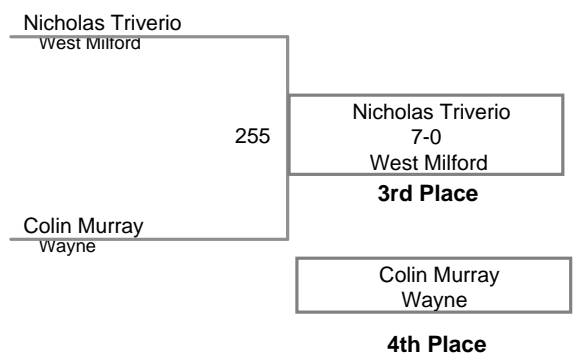 Nicholas Triverio
West Milford
255
Nicholas Triverio
7-0
West Milford
3rd Place
Colin Murray
Wayne
Colin Murray
Wayne
4th Place